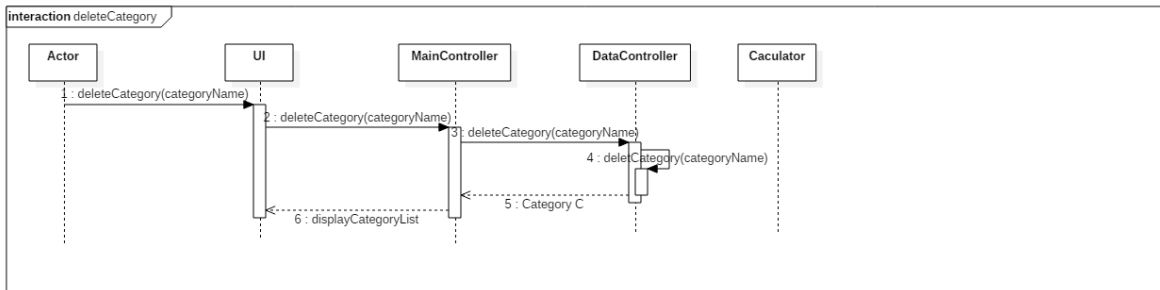 interaction deleteCategory
Actor
UI
MainController
DataController
Caculator
1 : deleteCategory(categoryName)
2 : deleteCategory(categoryName)
3 : deleteCategory(categoryName)
4 : deletCategory(categoryName)
5 : Category C
6 : displayCategoryList